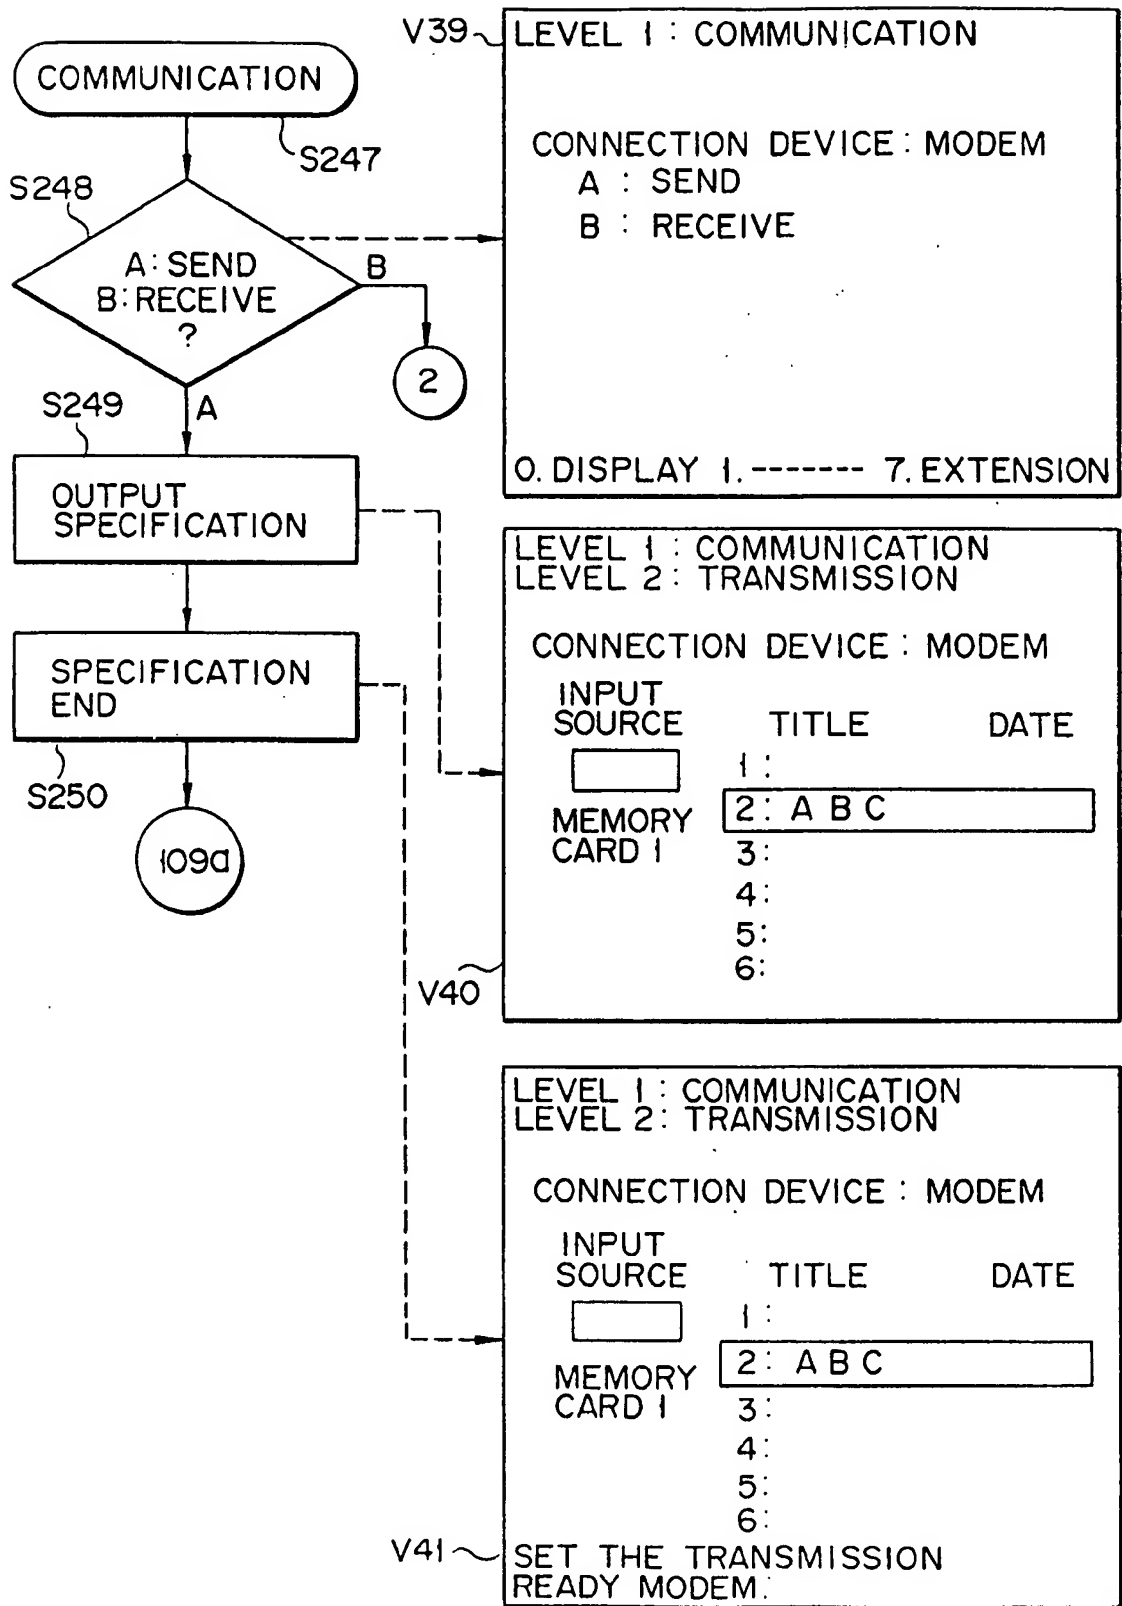 COMMUNICATION
S247
S248
A: SEND
B: RECEIVE
?
B
2
A
S249
OUTPUT
SPECIFICATION
SPECIFICATION
END
S250
109a
V39
LEVEL 1: COMMUNICATION
CONNECTION DEVICE: MODEM
A : SEND
B : RECEIVE
0. DISPLAY 1. ------- 7. EXTENSION
LEVEL 1: COMMUNICATION
LEVEL 2: TRANSMISSION
CONNECTION DEVICE: MODEM
INPUT
SOURCE TITLE DATE
1:
2: ABC
MEMORY
CARD 1
3:
4:
5:
6:
V40
LEVEL 1: COMMUNICATION
LEVEL 2: TRANSMISSION
CONNECTION DEVICE: MODEM
INPUT
SOURCE TITLE DATE
1:
2: ABC
MEMORY
CARD 1
3:
4:
5:
6:
V41
SET THE TRANSMISSION
READY MODEM.